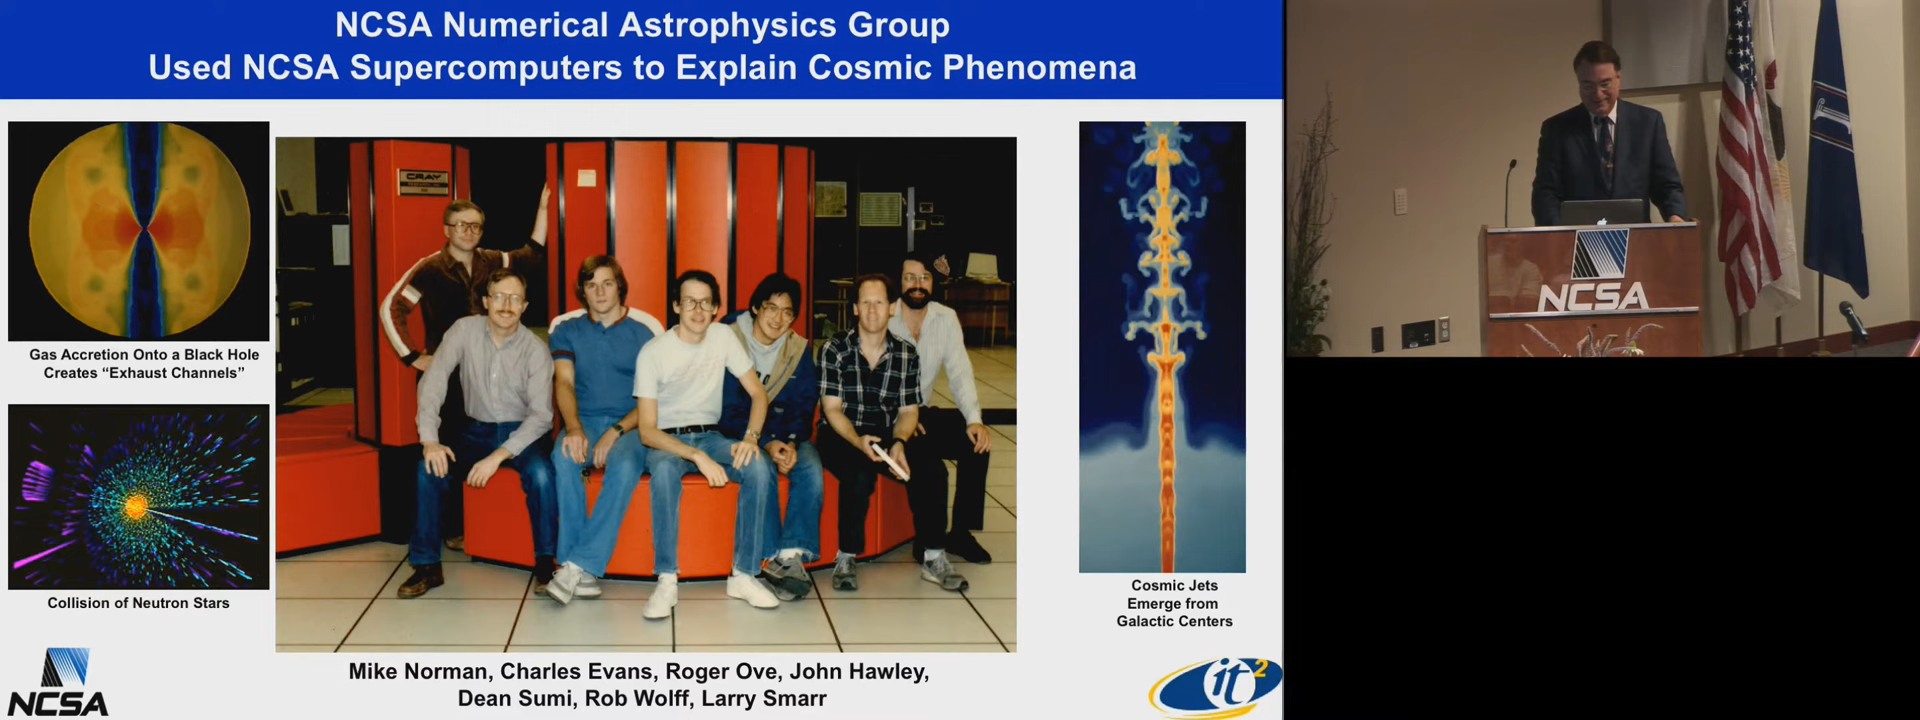 NCSA Numerical Astrophysics Group
Used NCSA Supercomputers to Explain Cosmic Phenomena
CRAY
Gas Accretion Onto a Black Hole
Creates “Exhaust Channels”
Collision of Neutron Stars
Cosmic Jets
Emerge from
Galactic Centers
Mike Norman, Charles Evans, Roger Ove, John Hawley,
Dean Sumi, Rob Wolff, Larry Smarr
NCSA
it2
NCSA